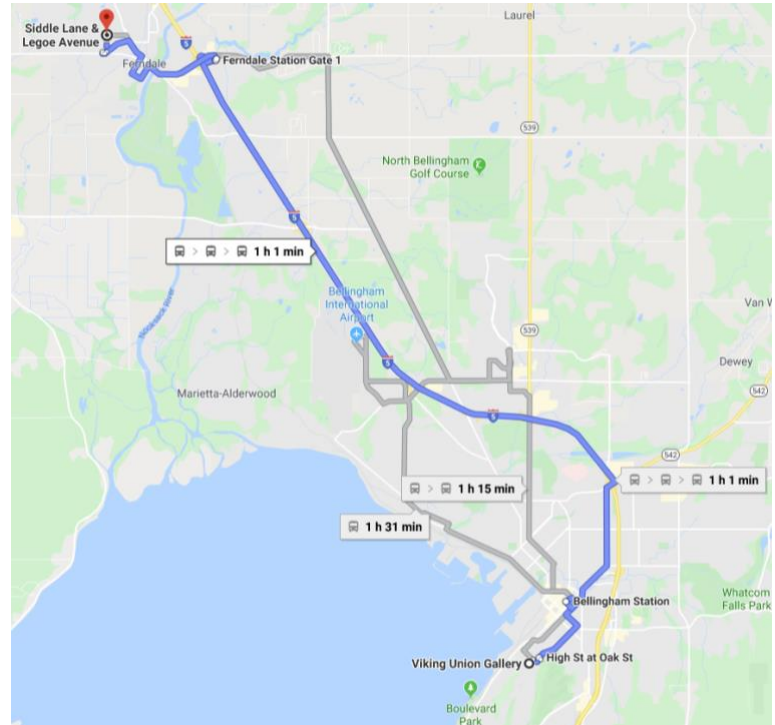 Siddle Lane &
Legoe Avenue
Laurel
5
Ferndale
Ferndale Station Gate 1
539
North Bellingham
Golf Course
5
1 h 1 min
Bellingham
International
Airport
539
Van W
5
Dewey
Marietta-Alderwood
542
5
542
1 h 15 min
1 h 1 min
1 h 31 min
Whatcom
Falls Park
Bellingham Station
Viking Union Gallery
High St at Oak St
Boulevard
Park